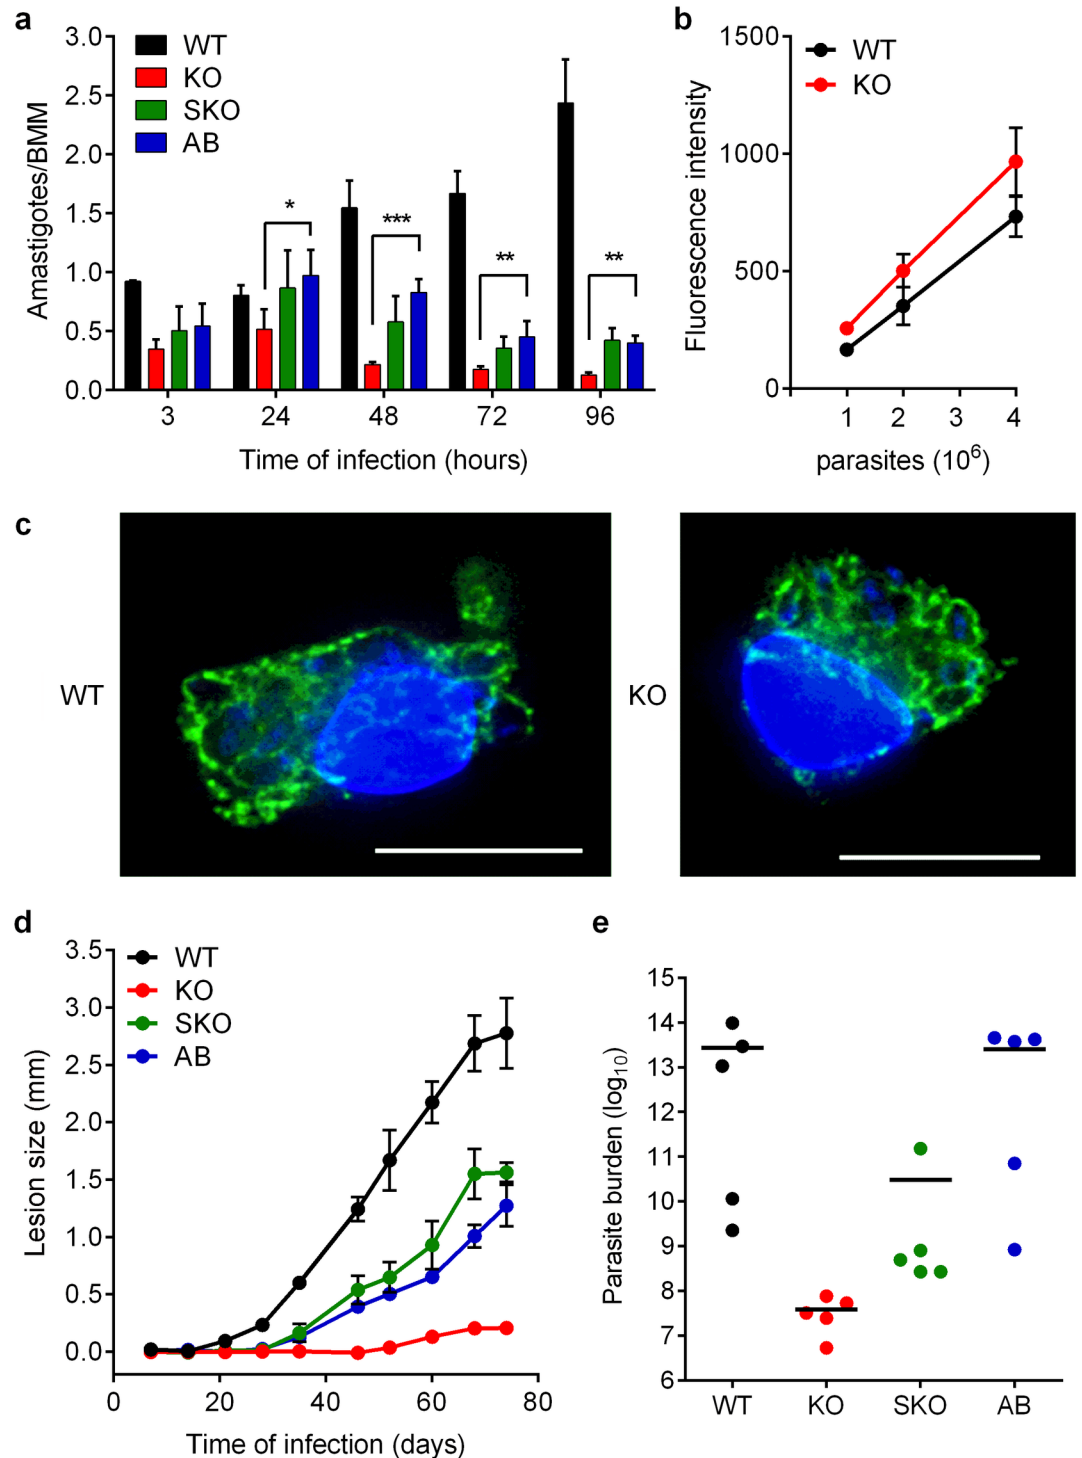 a
3.0
2.5
2.0
1.5
1.0
0.5
0.0
Amastigotes/BMM
WT
KO
SKO
AB
*
***
**
**
3 24 48 72 96
Time of infection (hours)
b
1500
1000
500
0
Fluorescence intensity
WT
KO
1 2 3 4
parasites (10⁶)
c
WT
KO
d
3.5
3.0
2.5
2.0
1.5
1.0
0.5
0.0
Lesion size (mm)
WT
KO
SKO
AB
0 20 40 60 80
Time of infection (days)
e
15
14
13
12
11
10
9
8
7
6
Parasite burden (log₁₀)
WT KO SKO AB